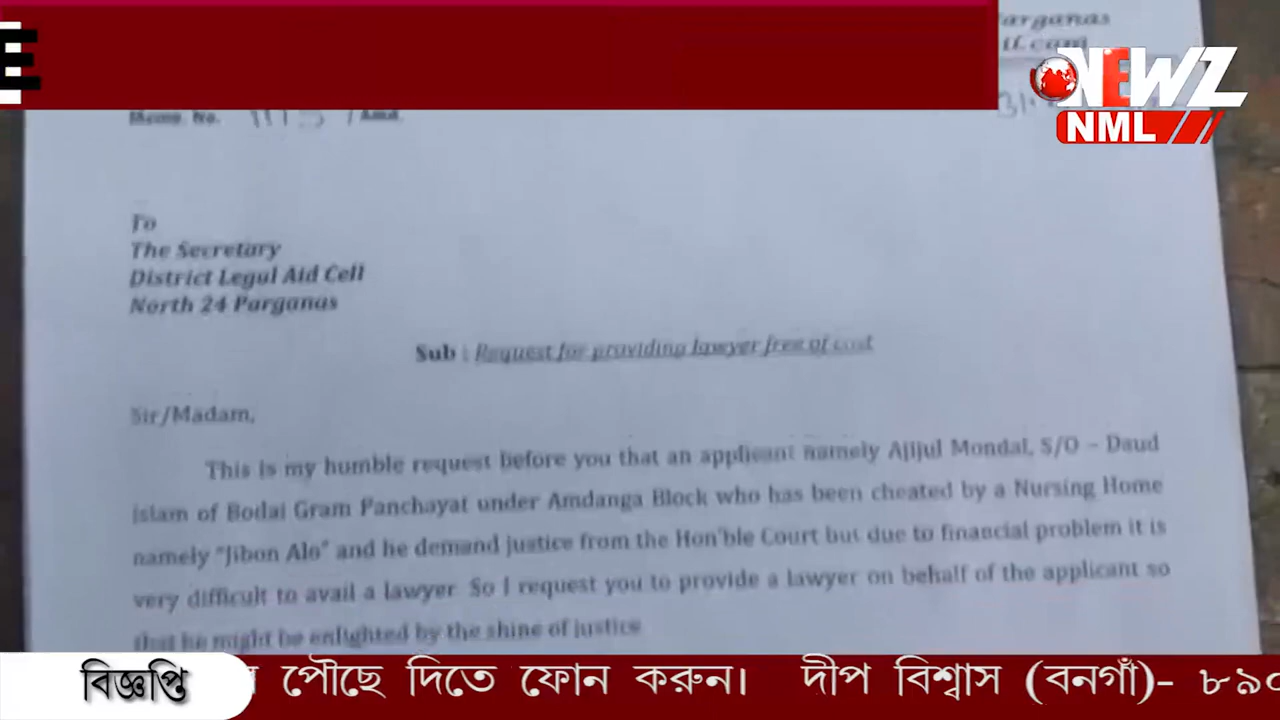 E
arganas
NEWZ
NML
Memo. No.
To
The Secretary
District Legal Aid Cell
North 24 Parganas
Sub : Request for providing lawyer free of cost
Sir/Madam,
This is my humble request before you that an applicant namely Ajijul Mondal, S/O – Daud
islam of Bodai Gram Panchayat under Amdanga Block who has been cheated by a Nursing Home
namely "Jibon Alo" and he demand justice from the Hon'ble Court but due to financial problem it is
very difficult to avail a lawyer So I request you to provide a lawyer on behalf of the applicant so
that he might be enlighted by the shine of justice
বিজ্ঞপ্তি পৌছে দিতে ফোন করুন। দীপ বিশ্বাস (বনগাঁ)- ৮৯০